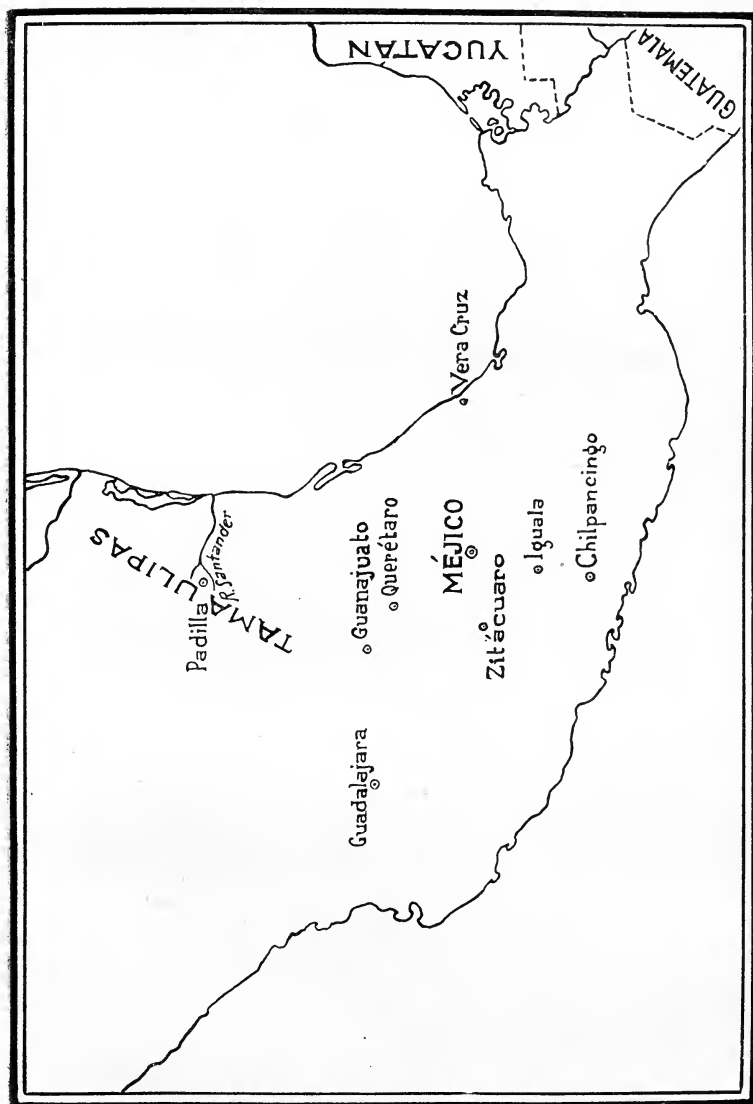 TAMAULIPAS
Padilla
R. Santander
Guanajuato
Querétaro
Guadalajara
MÉJICO
Zitácuaro
Vera Cruz
Iguala
Chilpancingo
YUCATAN
GUATEMALA